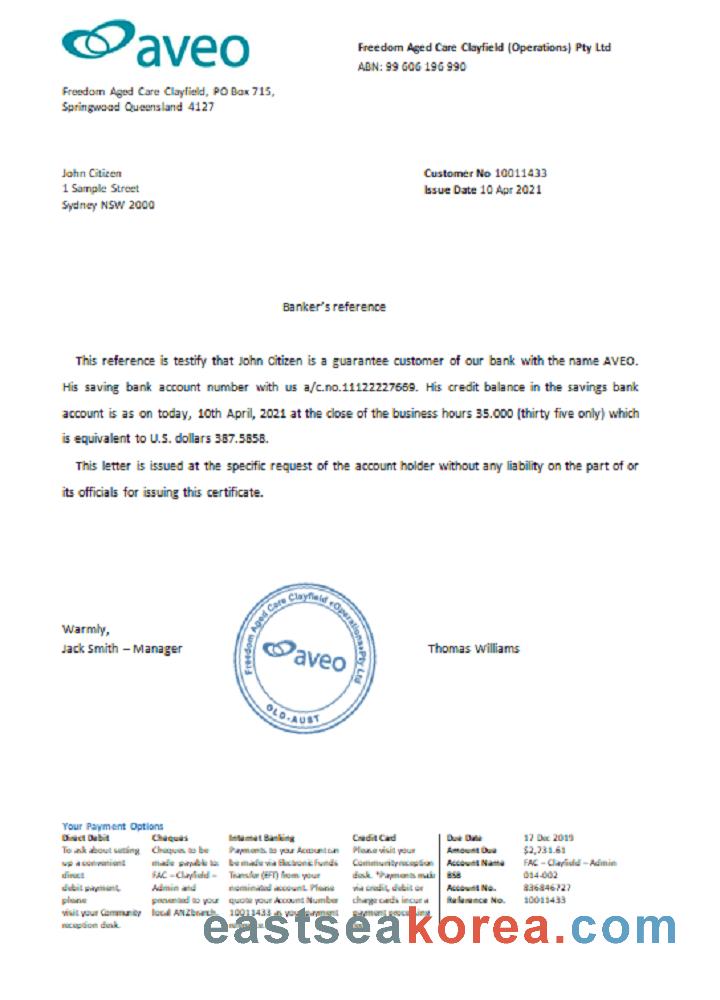 aveo
Freedom Aged Care Clayfield (Operations) Pty Ltd
ABN: 99 606 196 990
Freedom Aged Care Clayfield, PO Box 715,
Springwood Queensland 4127
John Citizen
1 Sample Street
Sydney NSW 2000
Customer No 10011433
Issue Date 10 Apr 2021
Banker's reference
This reference is testify that John Citizen is a guarantee customer of our bank with the name AVEO.
His saving bank account number with us a/c.no.11122227669. His credit balance in the savings bank
account is as on today, 10th April, 2021 at the close of the business hours 35.000 (thirty five only) which
is equivalent to U.S. dollars 387.5858.
This letter is issued at the specific request of the account holder without any liability on the part of or
its officials for issuing this certificate.
Warmly,
Jack Smith – Manager
Freedom Aged Care Clayfield (Operations) Pty Ltd
aveo
QLD-AUST
Thomas Williams
Your Payment Options
Direct Debit
To ask about setting
up a convenient
direct
debit payment,
please
visit your Community
reception desk.
Cheques
Cheques to be
made payable to:
FAC – Clayfield –
Admin and
presented to your
local ANZ branch.
Internet Banking
Payments to your Account can
be made via Electronic Funds
Transfer (EFT) from your
nominated account. Please
quote your Account Number
10011433 as your payment
Credit Card
Please visit your
Community reception
desk. *Payments made
via credit, debit or
charge cards incur a
payment processing
Due Date 17 Dec 2019
Amount Due $2,731.61
Account Name FAC – Clayfield – Admin
BSB 014-002
Account No. 836846727
Reference No. 10011433
eastseakorea.com